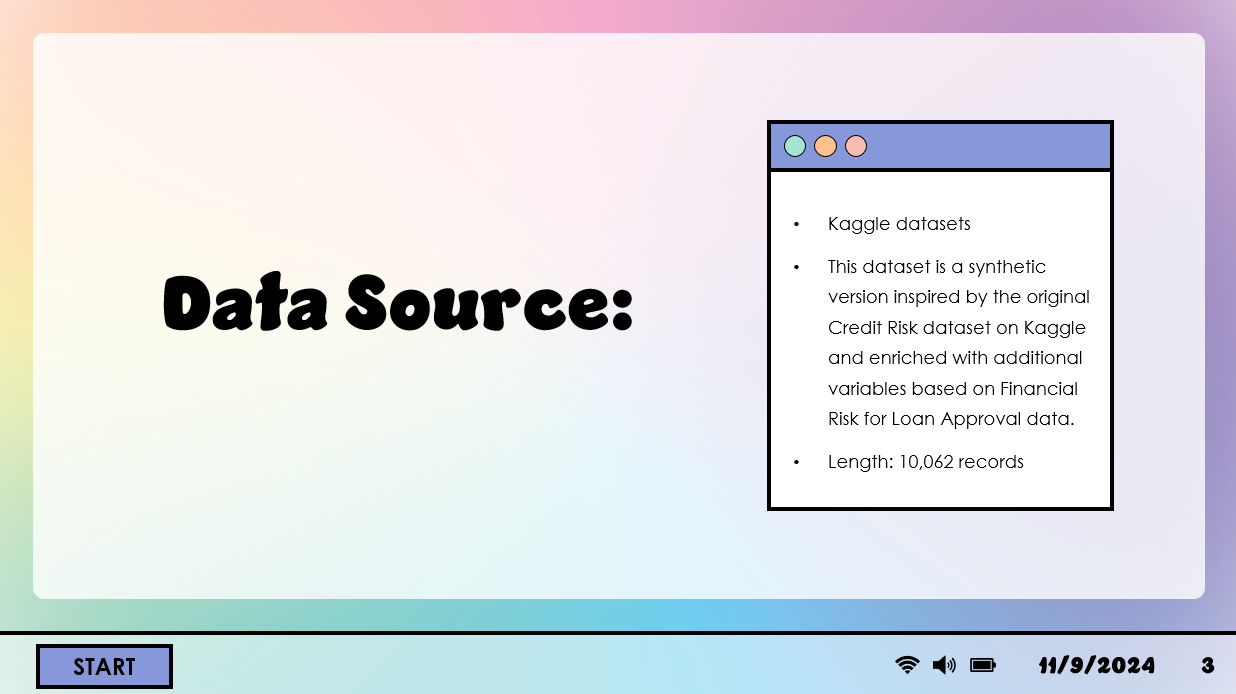 Data Source:
• Kaggle datasets
• This dataset is a synthetic
version inspired by the original
Credit Risk dataset on Kaggle
and enriched with additional
variables based on Financial
Risk for Loan Approval data.
• Length: 10,062 records
START
11/9/2024
3